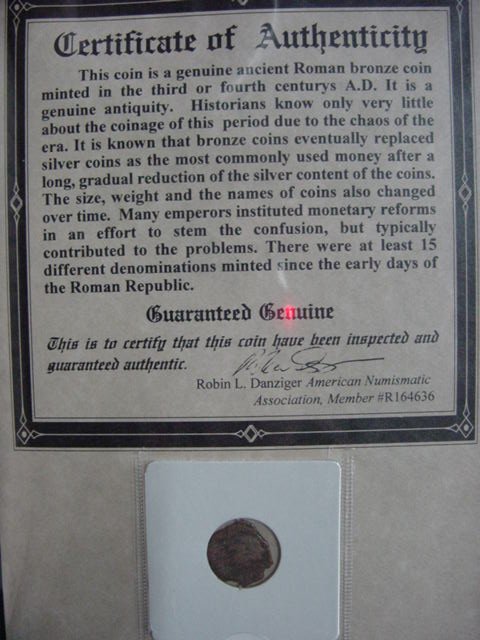 Certificate of Authenticity
This coin is a genuine ancient Roman bronze coin
minted in the third or fourth centurys A.D. It is a
genuine antiquity. Historians know only very little
about the coinage of this period due to the chaos of the
era. It is known that bronze coins eventually replaced
silver coins as the most commonly used money after a
long, gradual reduction of the silver content of the coins.
The size, weight and the names of coins also changed
over time. Many emperors instituted monetary reforms
in an effort to stem the confusion, but typically
contributed to the problems. There were at least 15
different denominations minted since the early days of
the Roman Republic.
Guaranteed Genuine
This is to certify that this coin have been inspected and
guaranteed authentic.
Robin L. Danziger American Numismatic
Association, Member #R164636